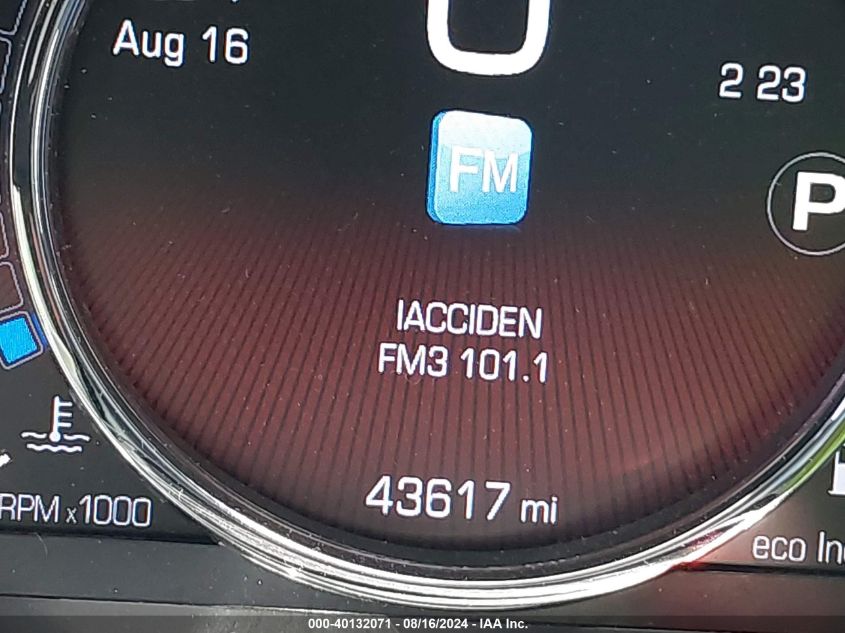 Aug 16
0
2 23
FM
P
IACCIDEN
FM3 101.1
43617 mi
RPM x1000
eco
000-40132071 - 08/16/2024 - IAA Inc.